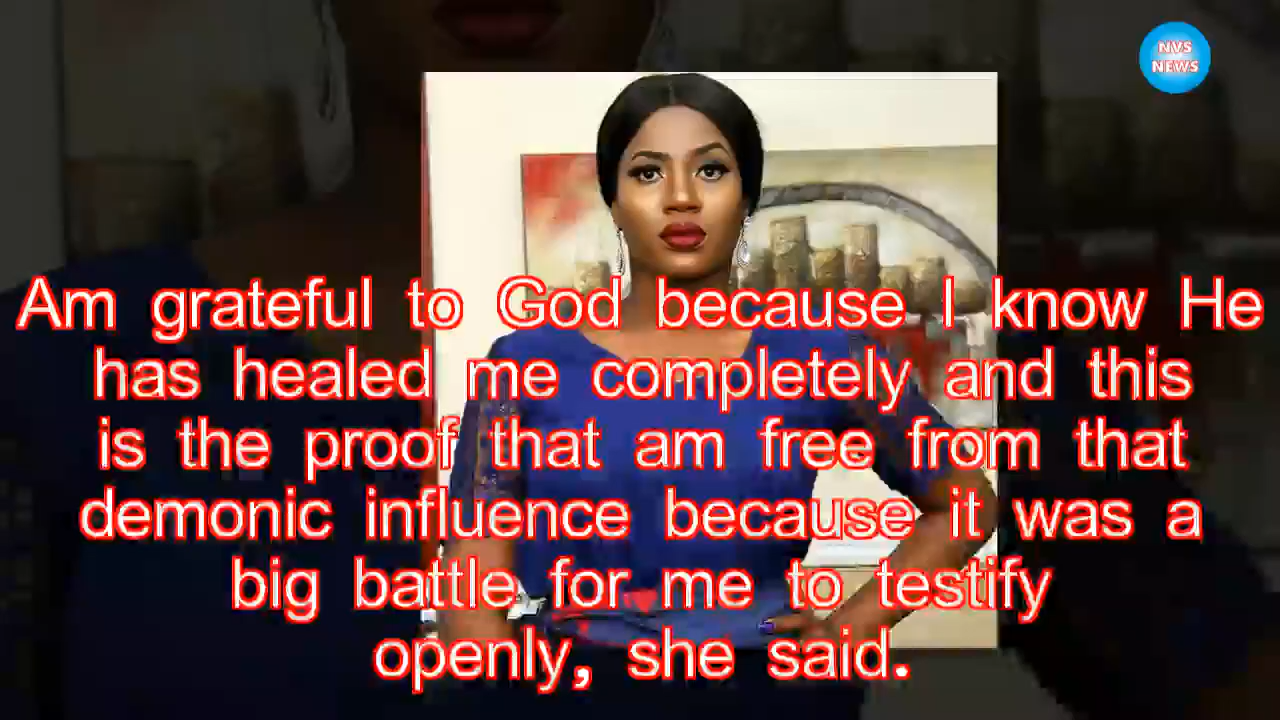 NVS
NEWS
Am grateful to God because I know He
has healed me completely and this
is the proof that am free from that
demonic influence because it was a
big battle for me to testify
openly, she said.